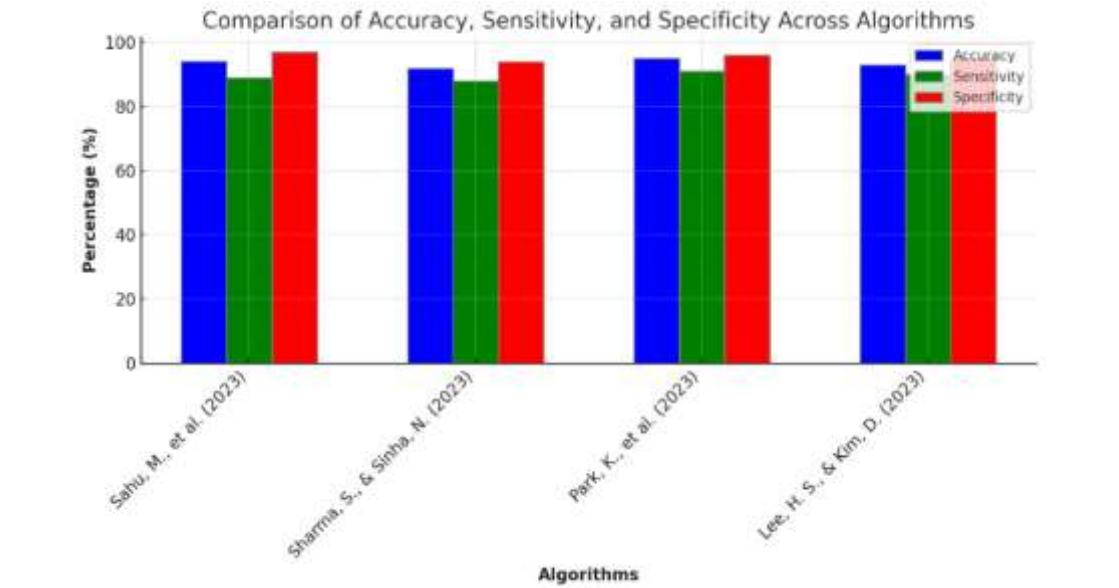 Comparison of Accuracy, Sensitivity, and Specificity Across Algorithms
100
80
60
40
20
0
Percentage (%)
Accuracy
Sensitivity
Specificity
Sahu, M., et al. (2023)
Sharma, S., & Sinha, N. (2023)
Park, K., et al. (2023)
Lee, H. S., & Kim, D. (2023)
Algorithms